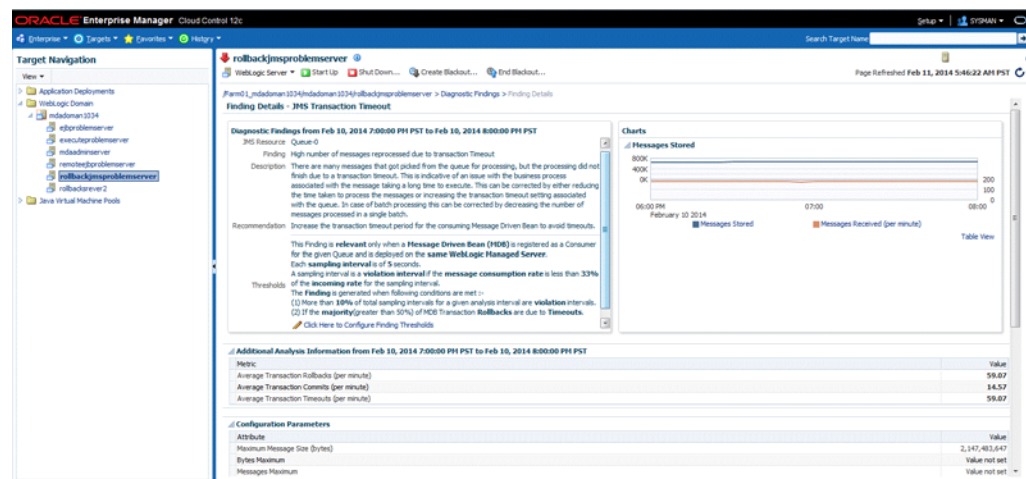 ORACLE Enterprise Manager Cloud Control 12c
Setup SYSMAN
Enterprise Targets Favorites History
Search Target Name
Target Navigation
View
Application Deployments
WebLogic Domain
mdadoman1034
ejbproblemserver
executeproblemserver
mdaadminserver
remoteejbproblemserver
rollbackjmsproblemserver
rollbackserver2
Java Virtual Machine Pools
rollbackjmsproblemserver
WebLogic Server Start Up Shut Down... Create Blackout... End Blackout...
Page Refreshed Feb 11, 2014 5:46:22 AM PST
/Farm01_mdadoman1034/mdadoman1034/rollbackjmsproblemserver > Diagnostic Findings > Finding Details
Finding Details - JMS Transaction Timeout
Diagnostic Findings from Feb 10, 2014 7:00:00 PM PST to Feb 10, 2014 8:00:00 PM PST
JMS Resource Queue-0
Finding High number of messages reprocessed due to transaction Timeout
Description There are many messages that got picked from the queue for processing, but the processing did not
finish due to a transaction timeout. This is indicative of an issue with the business process
associated with the message taking a long time to execute. This can be corrected by either reducing
the time taken to process the messages or increasing the transaction timeout setting associated
with the queue. In case of batch processing this can be corrected by decreasing the number of
messages processed in a single batch.
Recommendation Increase the transaction timeout period for the consuming Message Driven Bean to avoid timeouts.
This Finding is relevant only when a Message Driven Bean (MDB) is registered as a Consumer
for the given Queue and is deployed on the same WebLogic Managed Server.
Each sampling interval is of 5 seconds.
A sampling interval is a violation interval if the message consumption rate is less than 33%
Thresholds of the incoming rate for the sampling interval.
The Finding is generated when following conditions are met :-
(1) More than 10% of total sampling intervals for a given analysis interval are violation intervals.
(2) If the majority(greater than 50%) of MDB Transaction Rollbacks are due to Timeouts.
Click Here to Configure Finding Thresholds
Charts
Messages Stored
800K
400K
0K
200
100
0
06:00 PM 07:00 08:00
February 10 2014
Messages Stored Messages Received (per minute)
Table View
Additional Analysis Information from Feb 10, 2014 7:00:00 PM PST to Feb 10, 2014 8:00:00 PM PST
Metric Value
Average Transaction Rollbacks (per minute) 59.07
Average Transaction Commits (per minute) 14.57
Average Transaction Timeouts (per minute) 59.07
Configuration Parameters
Attribute Value
Maximum Message Size (bytes) 2,147,483,647
Bytes Maximum Value not set
Messages Maximum Value not set